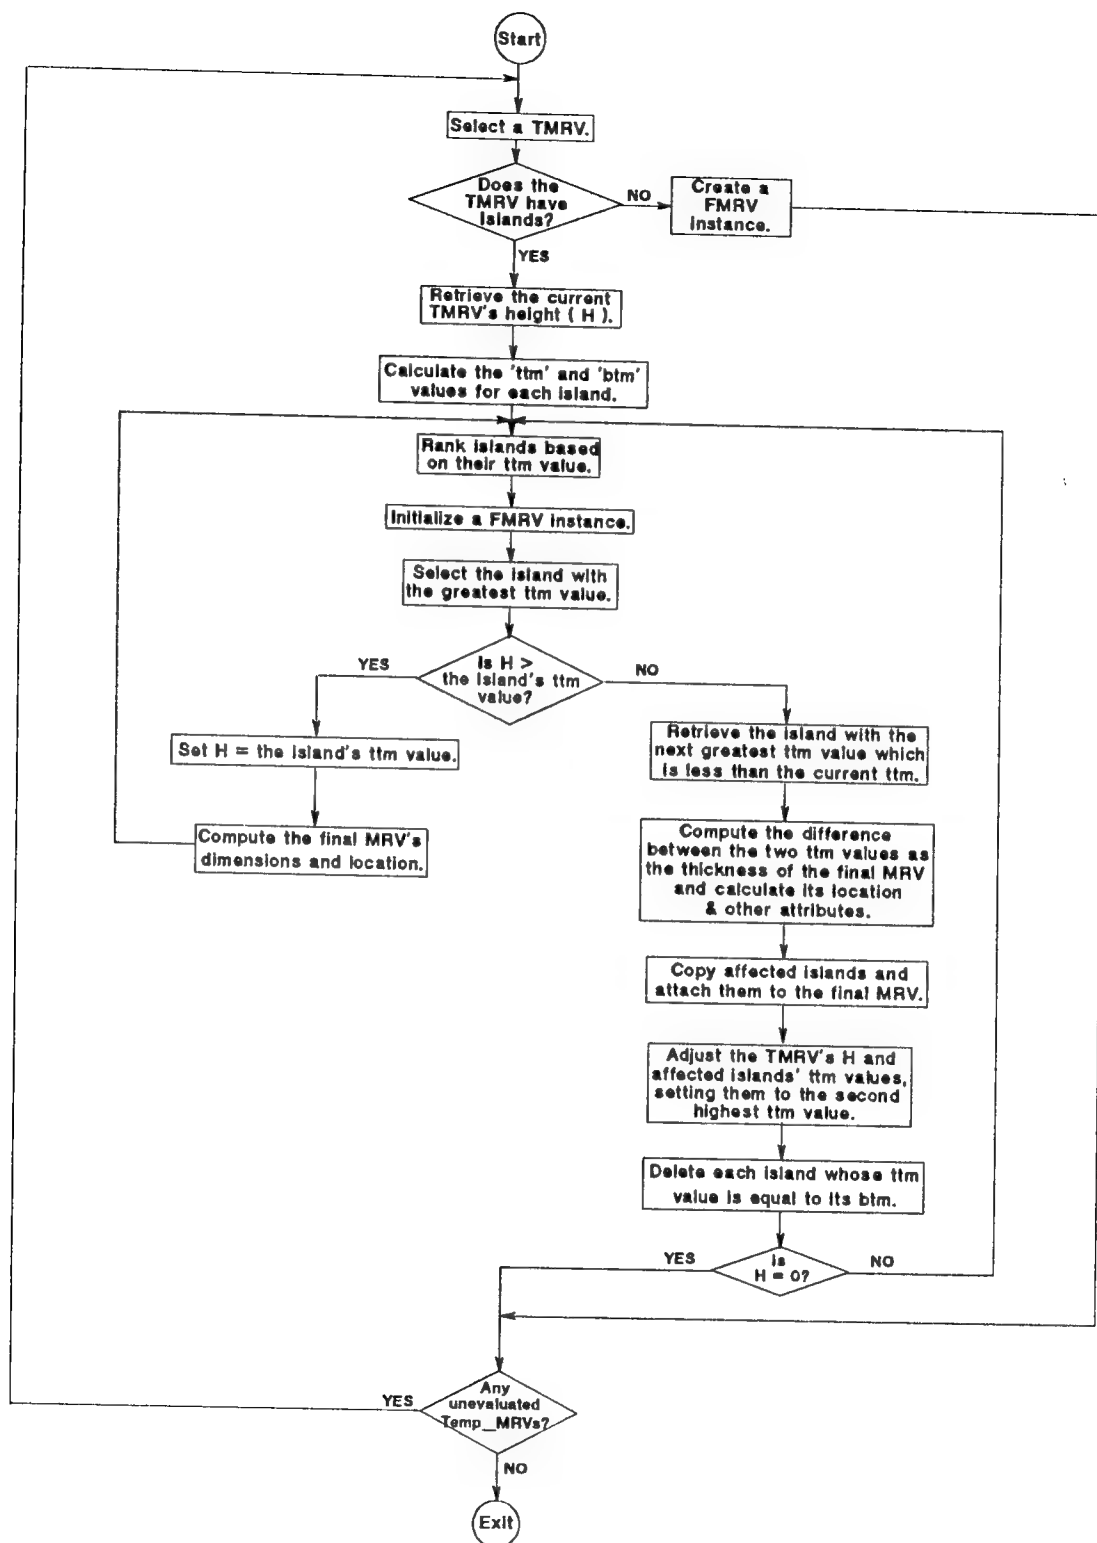 Start
Select a TMRV.
Does the
TMRV have
Islands?
NO
Create a
FMRV
Instance.
YES
Retrieve the current
TMRV's height ( H ).
Calculate the 'ttm' and 'btm'
values for each island.
Rank islands based
on their ttm value.
Initialize a FMRV instance.
Select the island with
the greatest ttm value.
Is H >
the island's ttm
value?
YES
NO
Set H = the island's ttm value.
Compute the final MRV's
dimensions and location.
Retrieve the island with the
next greatest ttm value which
is less than the current ttm.
Compute the difference
between the two ttm values as
the thickness of the final MRV
and calculate its location
& other attributes.
Copy affected islands and
attach them to the final MRV.
Adjust the TMRV's H and
affected islands' ttm values,
setting them to the second
highest ttm value.
Delete each island whose ttm
value is equal to its btm.
YES
Is
H = 0?
NO
YES
Any
unevaluated
Temp_MRVs?
NO
Exit